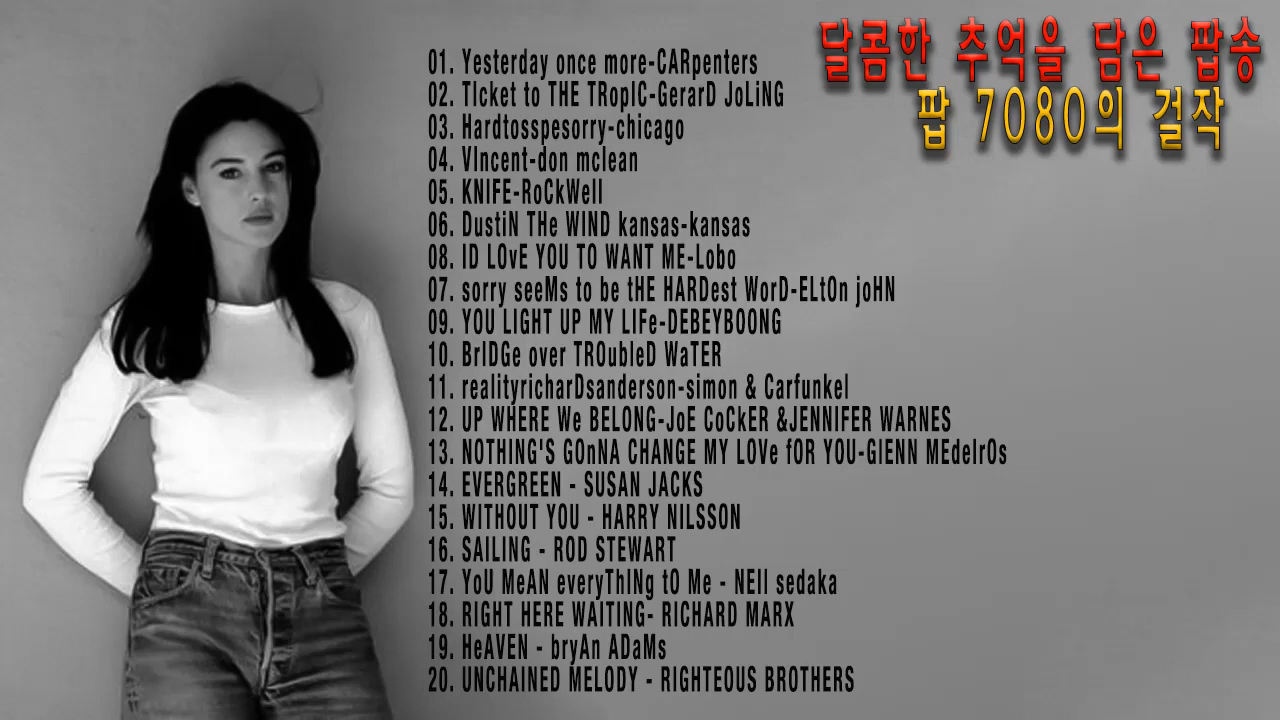 달콤한 추억을 담은 팝송
팝 7080의 걸작
01. Yesterday once more-CARpenters
02. TIcket to THE TRopIC-GerarD JoLiNG
03. Hardtosspesorry-chicago
04. VIncent-don mclean
05. KNIFE-RoCkWell
06. DustiN THe WIND kansas-kansas
08. ID LOvE YOU TO WANT ME-Lobo
07. sorry seeMs to be tHE HARDest WorD-ELtOn joHN
09. YOU LIGHT UP MY LIFe-DEBEYBOONG
10. BrIDGe over TROubleD WaTER
11. realityricharDsanderson-simon & Carfunkel
12. UP WHERE We BELONG-JoE CoCkER &JENNIFER WARNES
13. NOTHING'S GOnNA CHANGE MY LOVe fOR YOU-GIENN MEdeIrOs
14. EVERGREEN - SUSAN JACKS
15. WITHOUT YOU - HARRY NILSSON
16. SAILING - ROD STEWART
17. YoU MeAN everyThINg tO Me - NEIl sedaka
18. RIGHT HERE WAITING- RICHARD MARX
19. HeAVEN - bryAn ADaMs
20. UNCHAINED MELODY - RIGHTEOUS BROTHERS